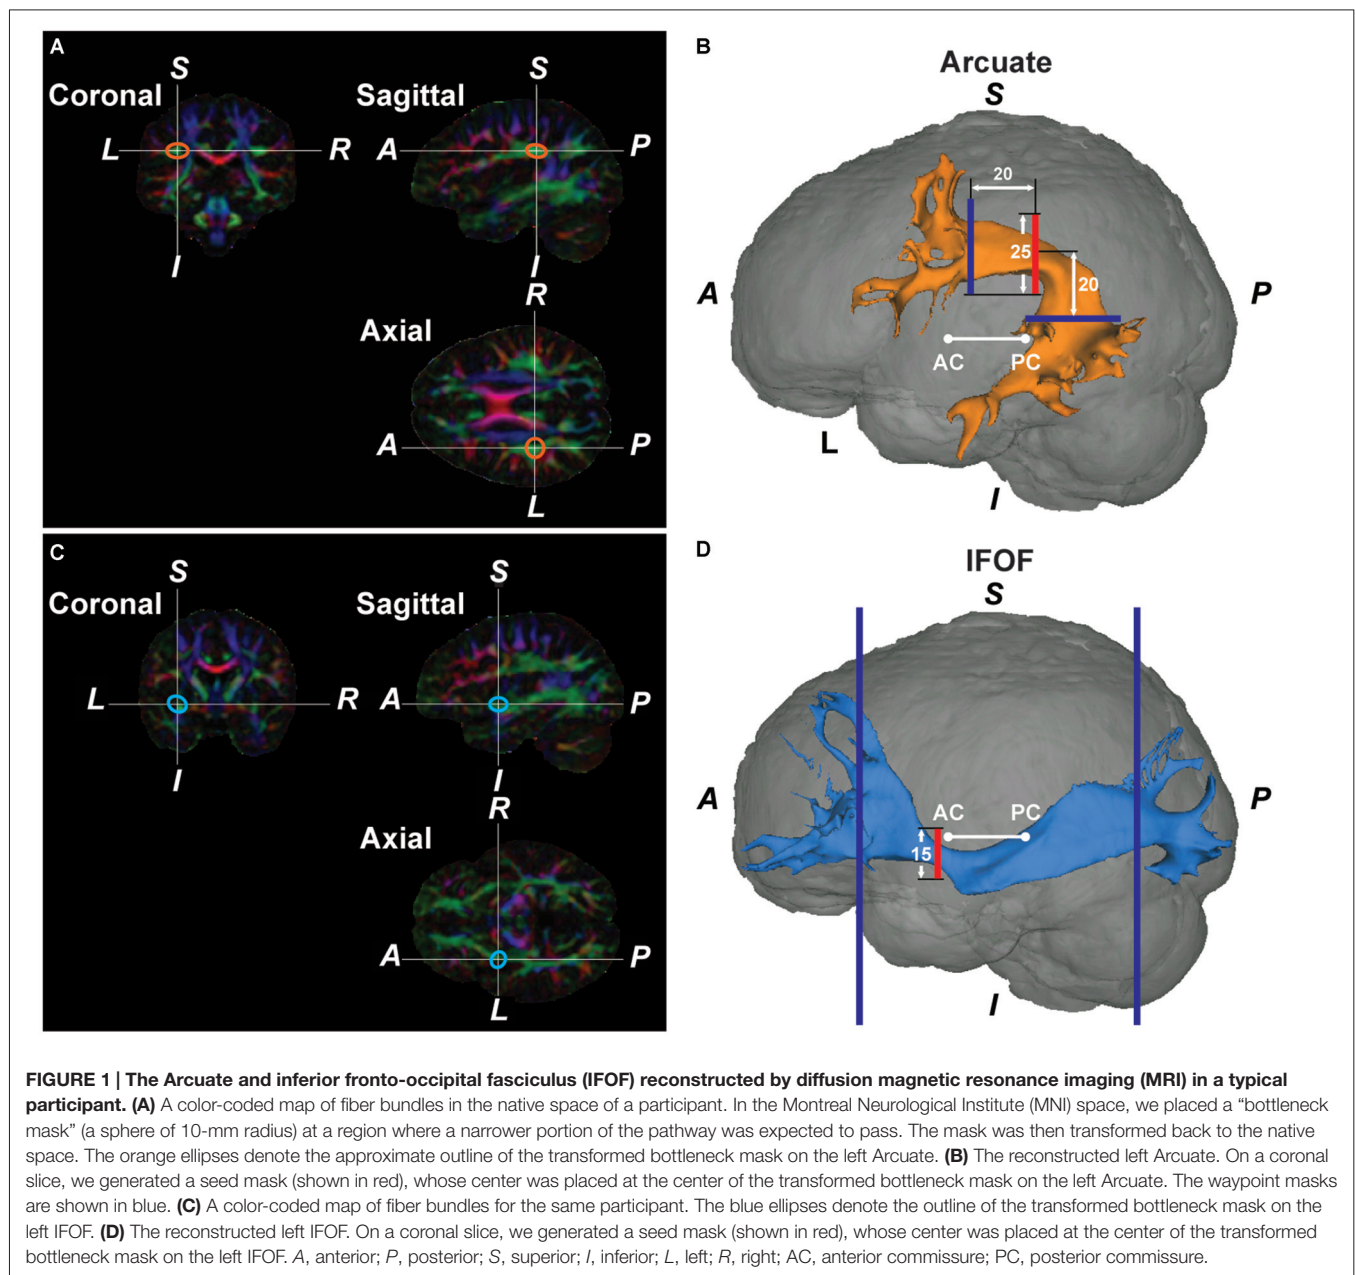 A
S
S
Coronal
Sagittal
L
R
A
P
I
I
R
Axial
A
P
L
B
Arcuate
S
20
25
20
A
P
AC
PC
L
I
C
S
S
Coronal
Sagittal
L
R
A
P
I
I
R
Axial
A
P
L
D
IFOF
S
A
P
AC
PC
15
I
FIGURE 1 | The Arcuate and inferior fronto-occipital fasciculus (IFOF) reconstructed by diffusion magnetic resonance imaging (MRI) in a typical
participant. (A) A color-coded map of fiber bundles in the native space of a participant. In the Montreal Neurological Institute (MNI) space, we placed a “bottleneck
mask” (a sphere of 10-mm radius) at a region where a narrower portion of the pathway was expected to pass. The mask was then transformed back to the native
space. The orange ellipses denote the approximate outline of the transformed bottleneck mask on the left Arcuate. (B) The reconstructed left Arcuate. On a coronal
slice, we generated a seed mask (shown in red), whose center was placed at the center of the transformed bottleneck mask on the left Arcuate. The waypoint masks
are shown in blue. (C) A color-coded map of fiber bundles for the same participant. The blue ellipses denote the outline of the transformed bottleneck mask on the
left IFOF. (D) The reconstructed left IFOF. On a coronal slice, we generated a seed mask (shown in red), whose center was placed at the center of the transformed
bottleneck mask on the left IFOF. A, anterior; P, posterior; S, superior; I, inferior; L, left; R, right; AC, anterior commissure; PC, posterior commissure.